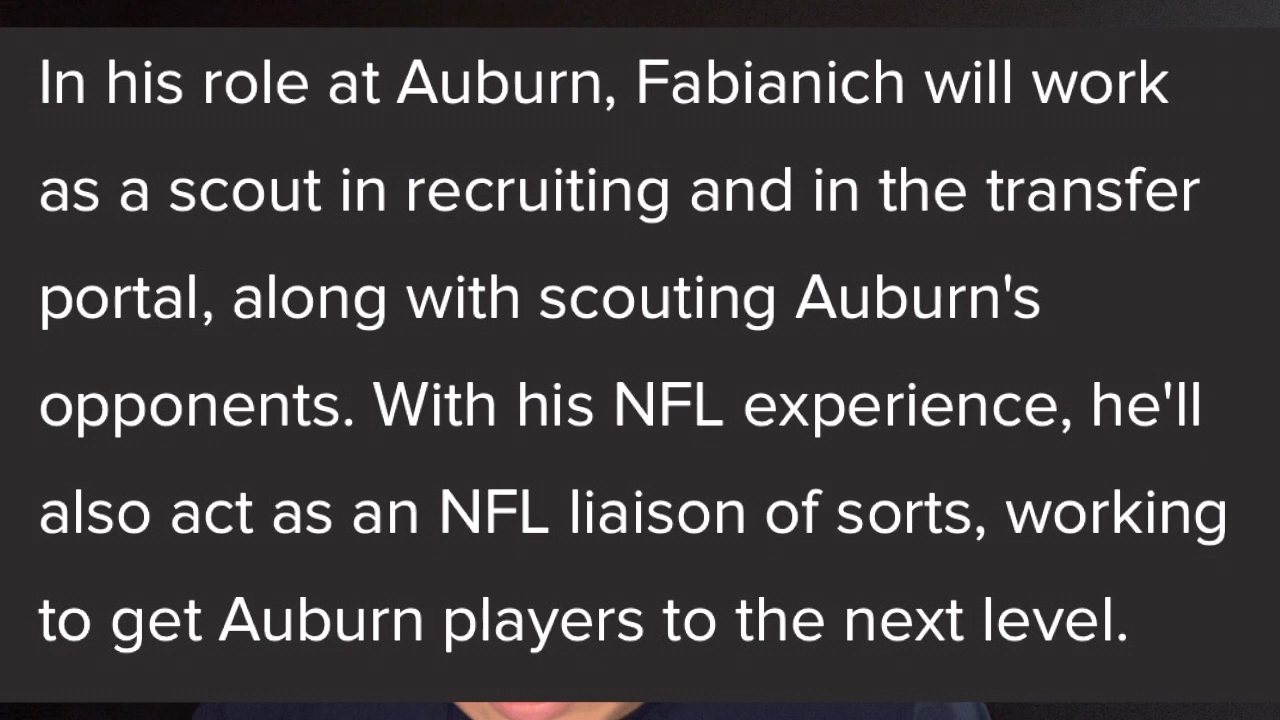 In his role at Auburn, Fabianich will work
as a scout in recruiting and in the transfer
portal, along with scouting Auburn's
opponents. With his NFL experience, he'll
also act as an NFL liaison of sorts, working
to get Auburn players to the next level.